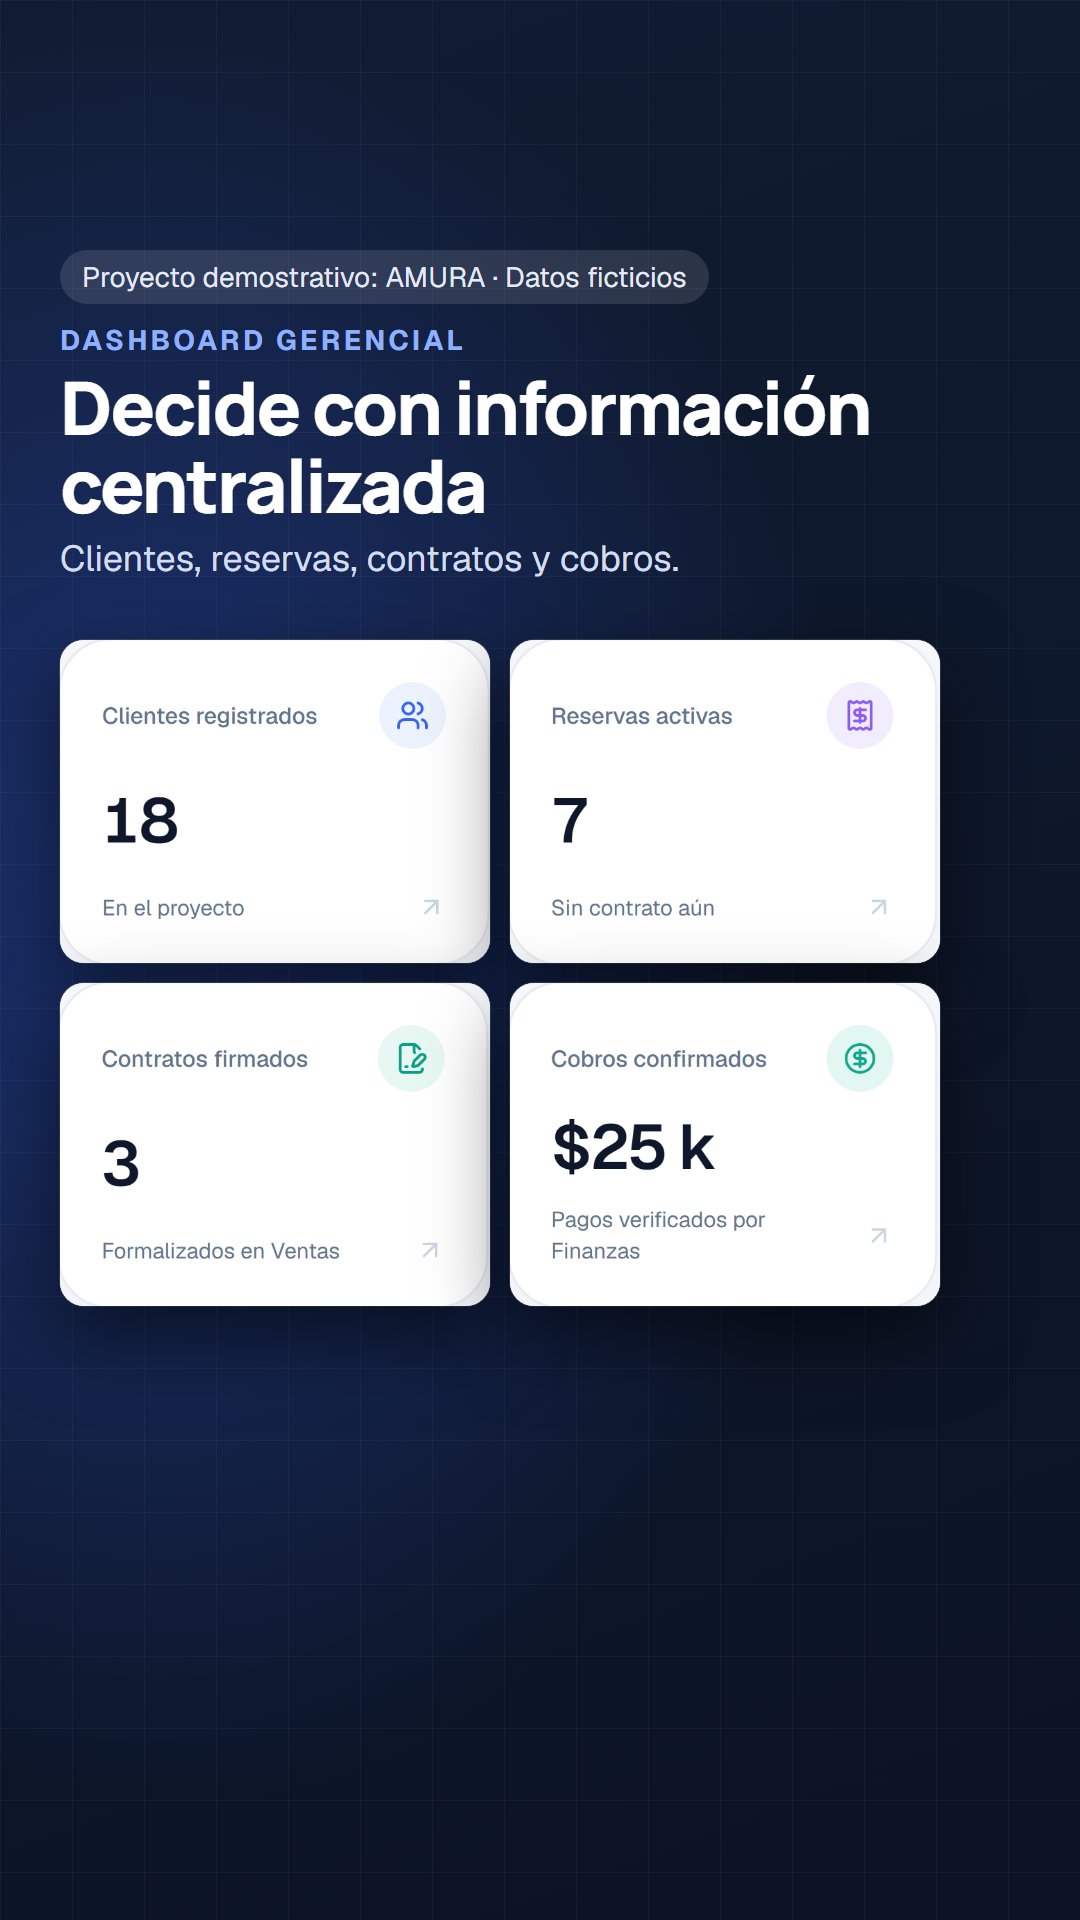 Proyecto demostrativo: AMURA · Datos ficticios
DASHBOARD GERENCIAL
Decide con información
centralizada
Clientes, reservas, contratos y cobros.
Clientes registrados
18
En el proyecto
Reservas activas
7
Sin contrato aún
Contratos firmados
3
Formalizados en Ventas
Cobros confirmados
$25 k
Pagos verificados por
Finanzas